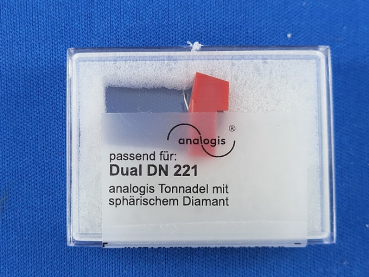 analogis ®
passend für:
Dual DN 221
analogis Tonnadel mit
sphärischem Diamant